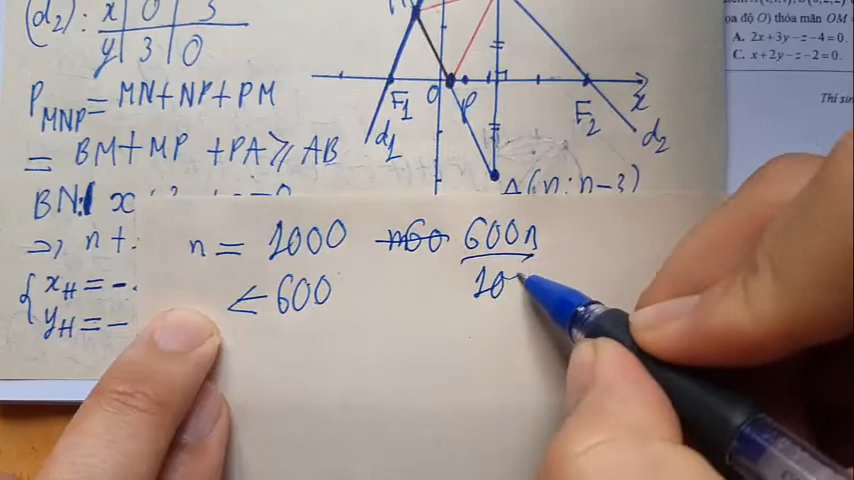 (d₂): x 0 3
y 3 0
P_MNP = MN + NP + PM
= BM + MP + PA ≥ AB
BN: x
⇒ n +
{ x_H = -
y_H = -
F₁
d₁
O
P
F₂
x
d₂
A(n; n-3)
n = 1000
600n
← 600
10
ọa độ O) thỏa mãn OM
A. 2x+3y−z−4=0.
C. x+2y−z−2=0.
Thí sin